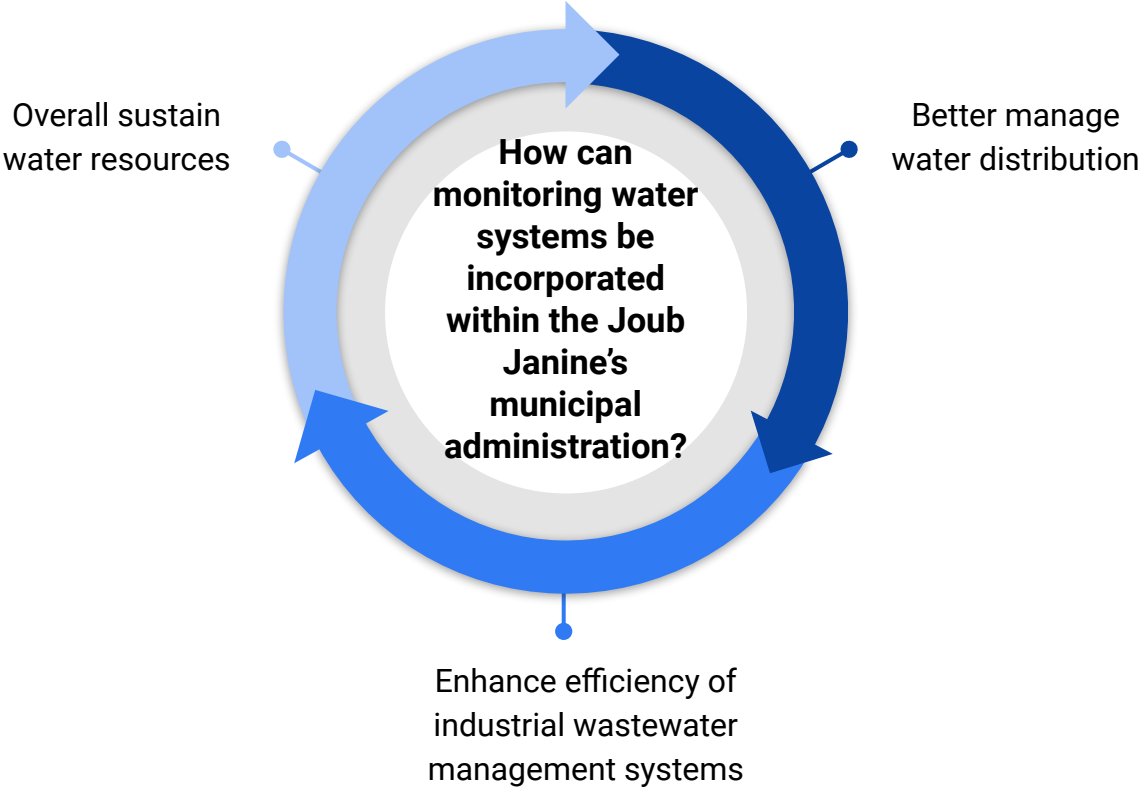 Overall sustain
water resources
How can
monitoring water
systems be
incorporated
within the Joub
Janine’s
municipal
administration?
Better manage
water distribution
Enhance efficiency of
industrial wastewater
management systems